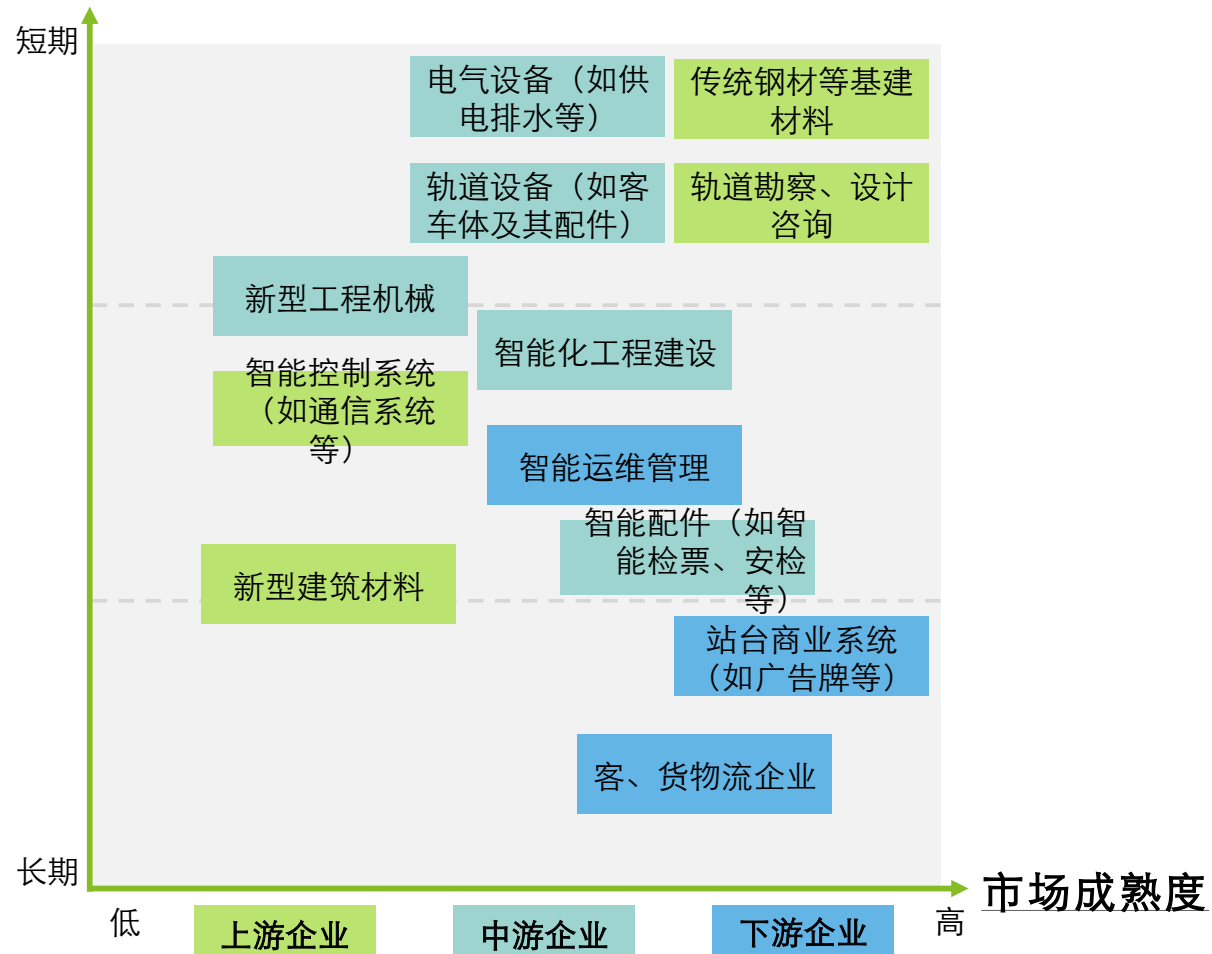 短期
电气设备（如供
电排水等）
传统钢材等基建
材料
轨道设备（如客
车体及其配件）
轨道勘察、设计
咨询
新型工程机械
智能化工程建设
智能控制系统
（如通信系统
等）
智能运维管理
智能配件（如智
能检票、安检
等）
新型建筑材料
站台商业系统
（如广告牌等）
客、货物流企业
长期
市场成熟度
低
高
上游企业
中游企业
下游企业